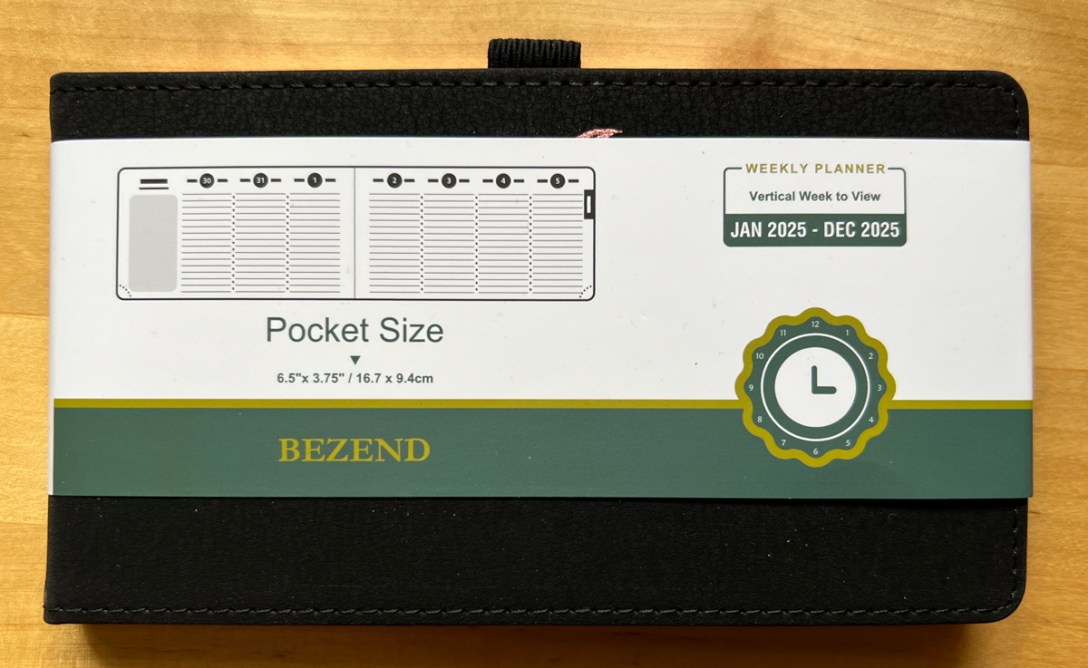 30 31 1 2 3 4 5
WEEKLY PLANNER
Vertical Week to View
JAN 2025 - DEC 2025
Pocket Size
6.5"x 3.75" / 16.7 x 9.4cm
12 1 2 3 4 5 6 7 8 9 10 11
BEZEND